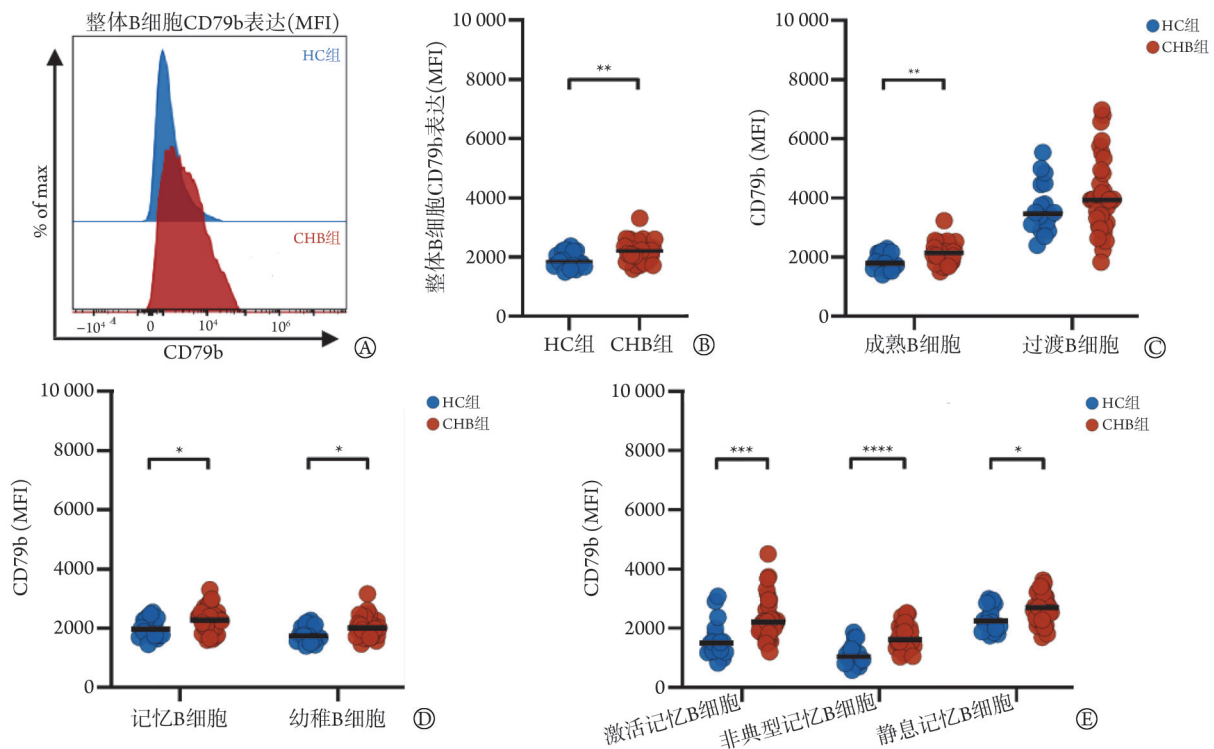 整体B细胞CD79b表达(MFI)
HC组
CHB组
% of max
−10⁴
0
10⁴
10⁶
CD79b
Ⓐ
整体B细胞CD79b表达(MFI)
10 000
8000
6000
4000
2000
0
**
HC组
CHB组
Ⓑ
CD79b (MFI)
10 000
8000
6000
4000
2000
0
**
HC组
CHB组
成熟B细胞
过渡B细胞
Ⓒ
CD79b (MFI)
10 000
8000
6000
4000
2000
0
*
*
HC组
CHB组
记忆B细胞
幼稚B细胞
Ⓓ
CD79b (MFI)
10 000
8000
6000
4000
2000
0
***
****
*
HC组
CHB组
激活记忆B细胞
非典型记忆B细胞
静息记忆B细胞
Ⓔ